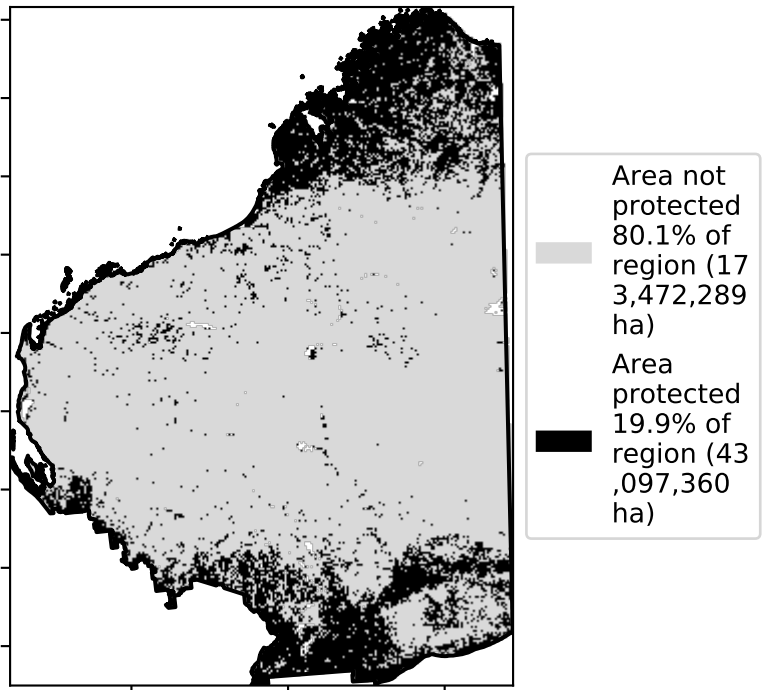 Area not
protected
80.1% of
region (17
3,472,289
ha)
Area
protected
19.9% of
region (43
,097,360
ha)